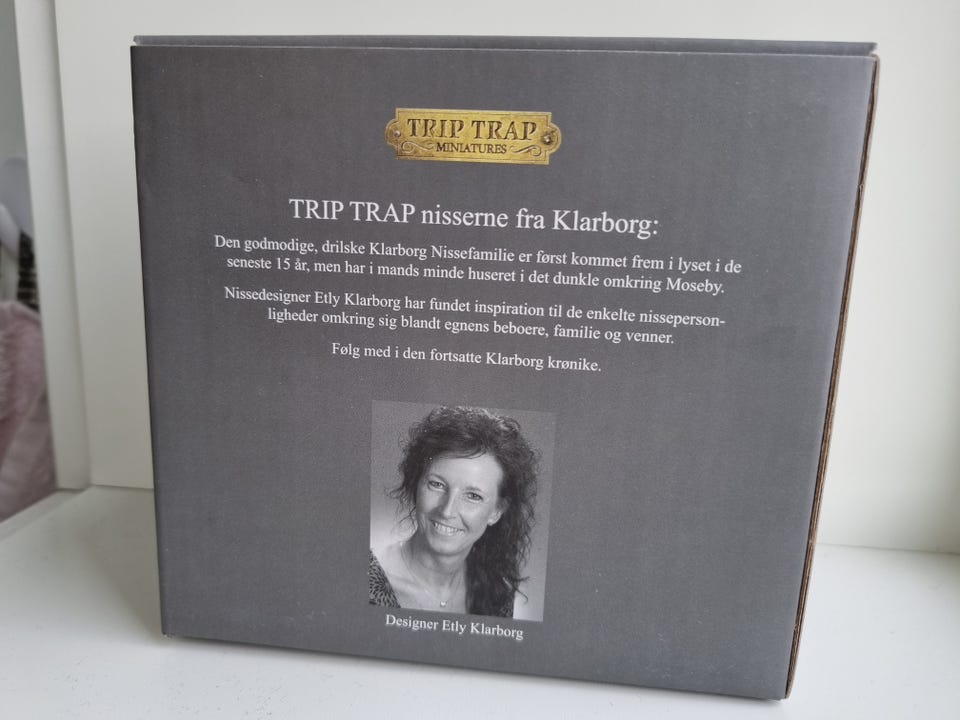 TRIP TRAP
MINIATURES
TRIP TRAP nisserne fra Klarborg:
Den godmodige, drilske Klarborg Nissefamilie er først kommet frem i lyset i de
seneste 15 år, men har i mands minde huseret i det dunkle omkring Moseby.
Nissedesigner Etly Klarborg har fundet inspiration til de enkelte nisseperson-
ligheder omkring sig blandt egnens beboere, familie og venner.
Følg med i den fortsatte Klarborg krønike.
Designer Etly Klarborg